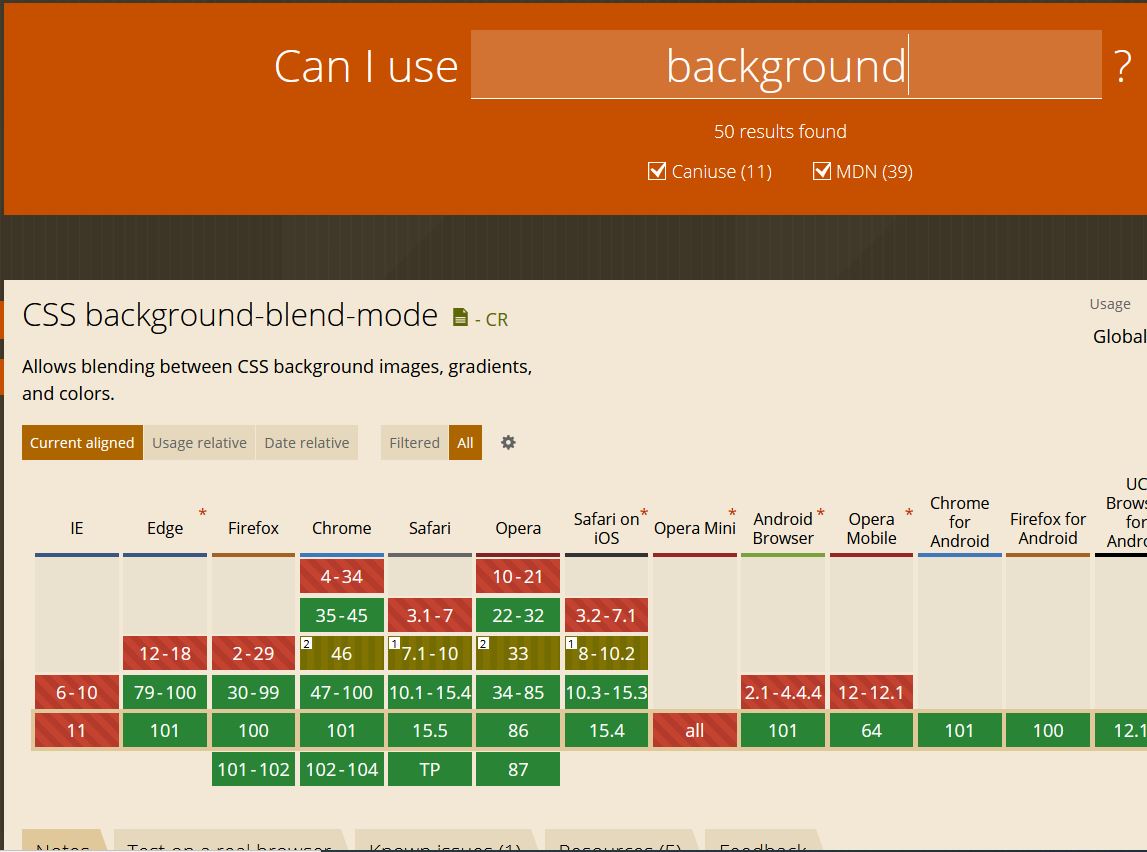 Can I use background ?
50 results found
Caniuse (11) MDN (39)
CSS background-blend-mode - CR
Usage
Global
Allows blending between CSS background images, gradients,
and colors.
Current aligned Usage relative Date relative Filtered All
IE Edge * Firefox Chrome Safari Opera Safari on iOS * Opera Mini * Android Browser * Opera Mobile * Chrome for Android Firefox for Android UC for
4-34 10-21
35-45 3.1-7 22-32 3.2-7.1
12-18 2-29 2 46 1 7.1-10 2 33 1 8-10.2
6-10 79-100 30-99 47-100 10.1-15.4 34-85 10.3-15.3 2.1-4.4.4 12-12.1
11 101 100 101 15.5 86 15.4 all 101 64 101 100 12.1
101-102 102-104 TP 87
Notes Test on a real browser Known issues (1) Resources (5) Feedback